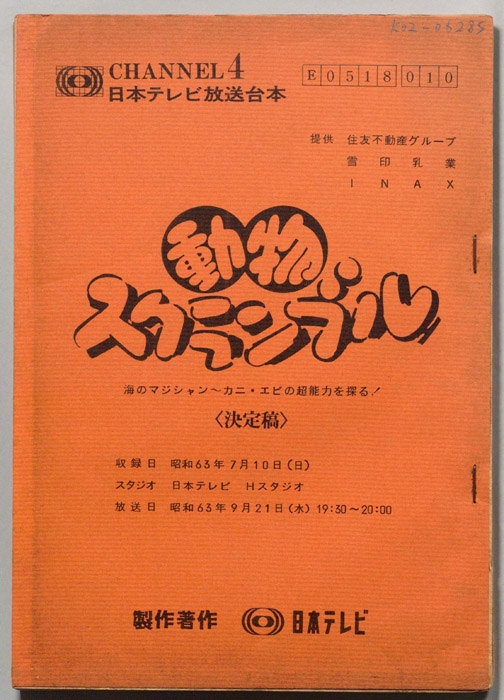 K02-06285
CHANNEL4
日本テレビ放送台本
E0518010
提供 住友不動産グループ
雪印乳業
INAX
動物
スクランブル
海のマジシャン～カニ・エビの超能力を探る!
〈決定稿〉
収録日 昭和63年7月10日(日)
スタジオ 日本テレビ Hスタジオ
放送日 昭和63年9月21日(水) 19:30～20:00
製作著作 日本テレビ